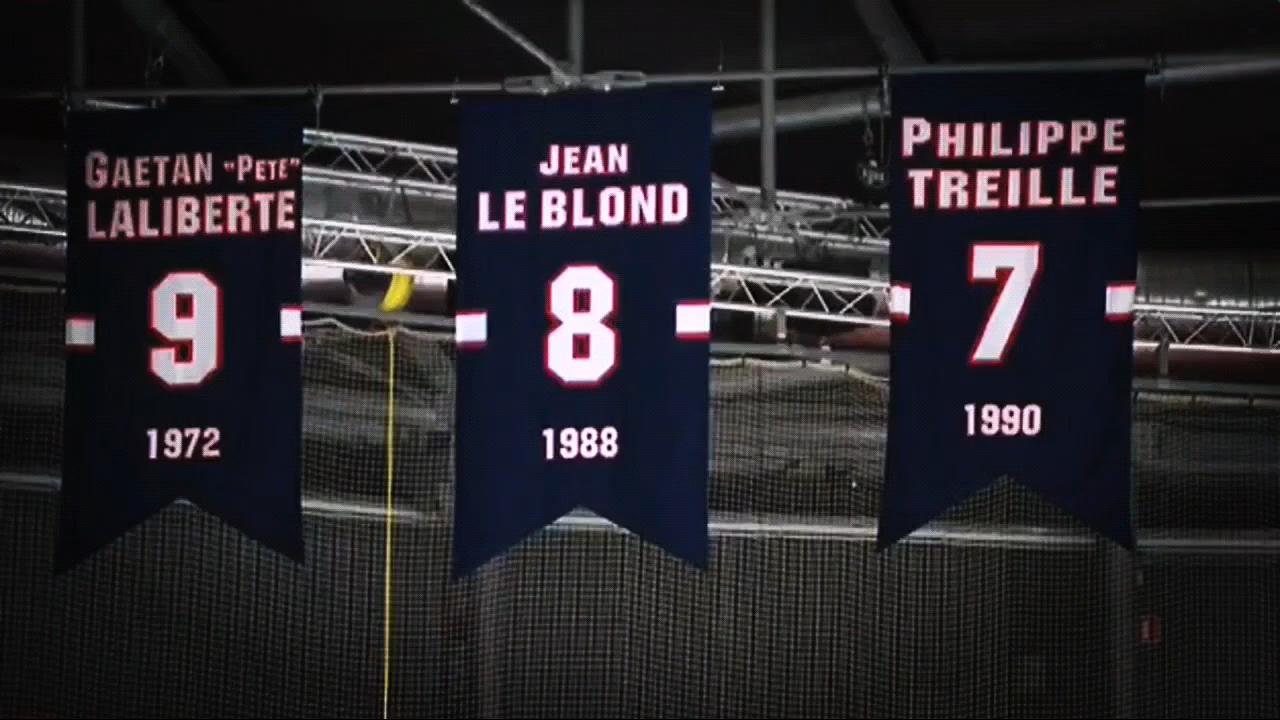 GAETAN "PETE"
LALIBERTE
9
1972
JEAN
LE BLOND
8
1988
PHILIPPE
TREILLE
7
1990